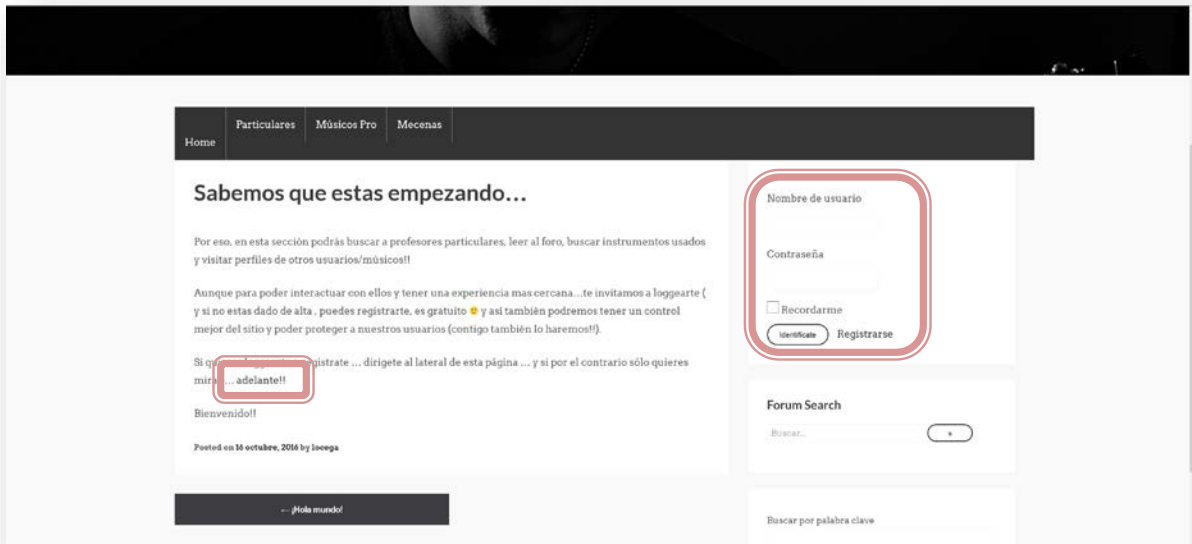 Particulares Músicos Pro Mecenas
Home
Sabemos que estas empezando...
Por eso, en esta sección podrás buscar a profesores particulares, leer al foro, buscar instrumentos usados
y visitar perfiles de otros usuarios/músicos!!
Aunque para poder interactuar con ellos y tener una experiencia mas cercana...te invitamos a loggearte (
y si no estas dado de alta , puedes registrarte, es gratuito 🙂 y así también podremos tener un control
mejor del sitio y poder proteger a nuestros usuarios (contigo también lo haremos!!).
Si ... dirigete al lateral de esta página ... y si por el contrario sólo quieres
... adelante!!
Bienvenido!!
Posted on 16 octubre, 2016 by locega
← ¡Hola mundo!
Nombre de usuario
Contraseña
Recordarme
Identifícate Registrarse
Forum Search
Buscar...
Buscar por palabra clave